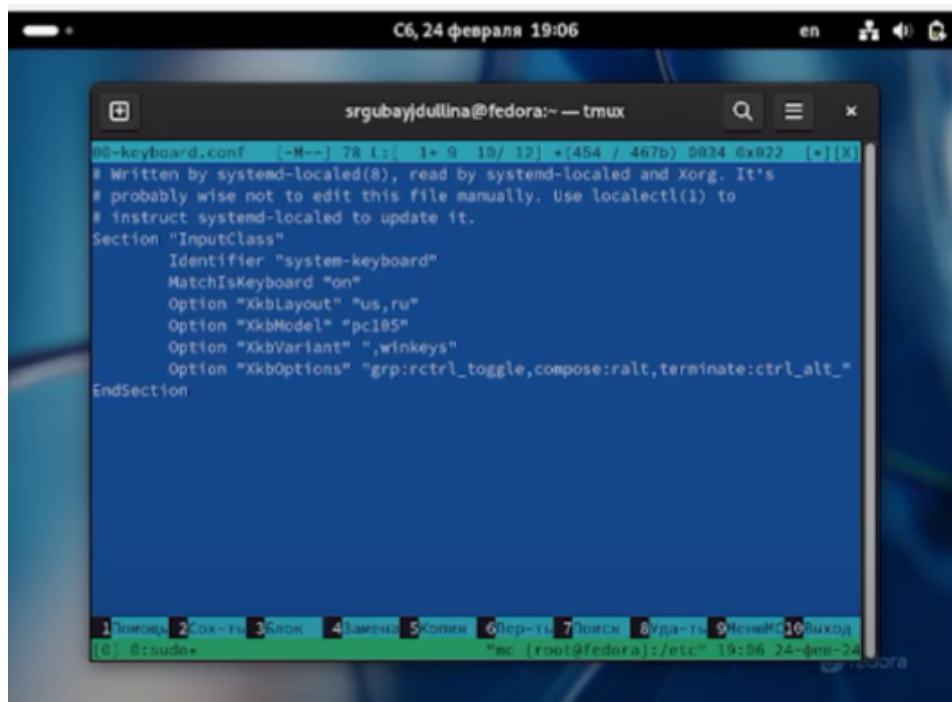 Сб, 24 февраля 19:06 en
srgubayjdullina@fedora:~ — tmux
00-keyboard.conf [-M--] 78 L:[ 1+ 9 10/ 12] *(454 / 467b) 0034 0x022 [*][X]
# Written by systemd-localed(8), read by systemd-localed and Xorg. It's
# probably wise not to edit this file manually. Use localectl(1) to
# instruct systemd-localed to update it.
Section "InputClass"
Identifier "system-keyboard"
MatchIsKeyboard "on"
Option "XkbLayout" "us,ru"
Option "XkbModel" "pc105"
Option "XkbVariant" ",winkeys"
Option "XkbOptions" "grp:rctrl_toggle,compose:ralt,terminate:ctrl_alt_"
EndSection
1Помощь 2Сох~ть 3Блок 4Замена 5Копия 6Пер~ть 7Поиск 8Уда~ть 9МенюMC 10Выход
[0] 0:sudo* "mc [root@fedora]:/etc" 19:06 24-фев-24
fedora